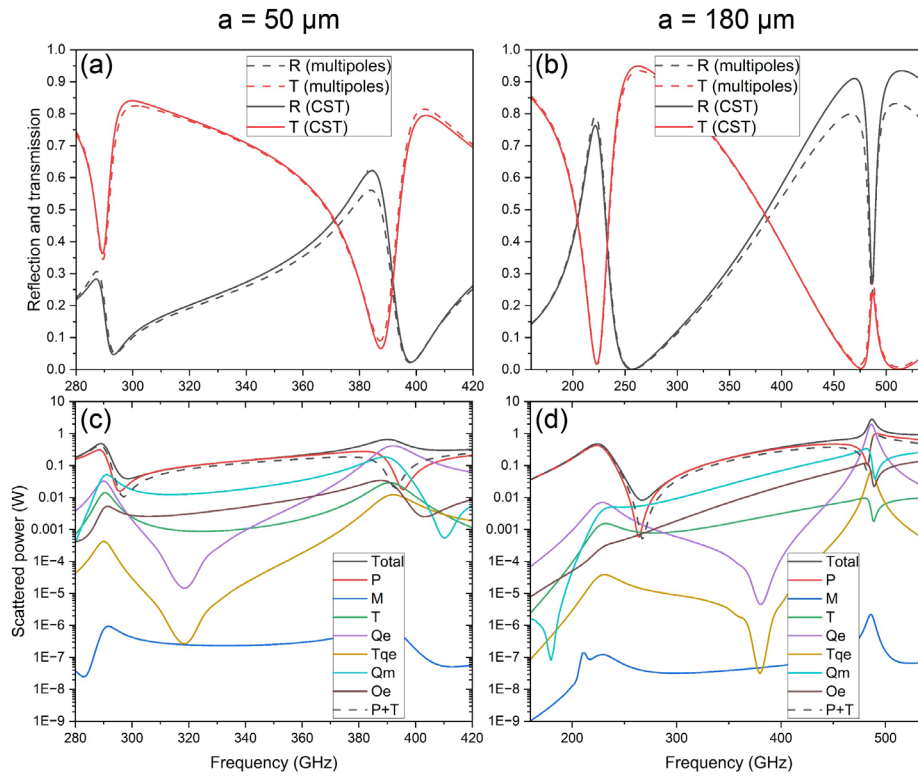 a = 50 μm
a = 180 μm
(a)
R (multipoles)
T (multipoles)
R (CST)
T (CST)
Reflection and transmission
1.0
0.9
0.8
0.7
0.6
0.5
0.4
0.3
0.2
0.1
0.0
280 300 320 340 360 380 400 420
(b)
R (multipoles)
T (multipoles)
R (CST)
T (CST)
200 250 300 350 400 450 500
(c)
Scattered power (W)
10
1
0.1
0.01
0.001
1E-4
1E-5
1E-6
1E-7
1E-8
1E-9
Total
P
M
T
Qe
Tqe
Qm
Oe
P+T
280 300 320 340 360 380 400 420
Frequency (GHz)
(d)
Total
P
M
T
Qe
Tqe
Qm
Oe
P+T
200 250 300 350 400 450 500
Frequency (GHz)